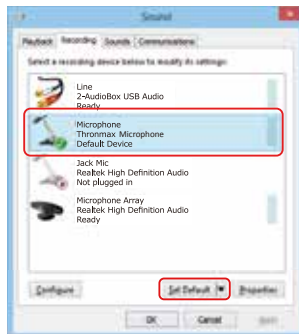 Sound
Playback Recording Sounds Communications
Select a recording device below to modify its settings:
Line
2-AudioBox USB Audio
Ready
Microphone
Thronmax Microphone
Default Device
Jack Mic
Realtek High Definition Audio
Not plugged in
Microphone Array
Realtek High Definition Audio
Ready
Configure Set Default Properties
OK Cancel Apply